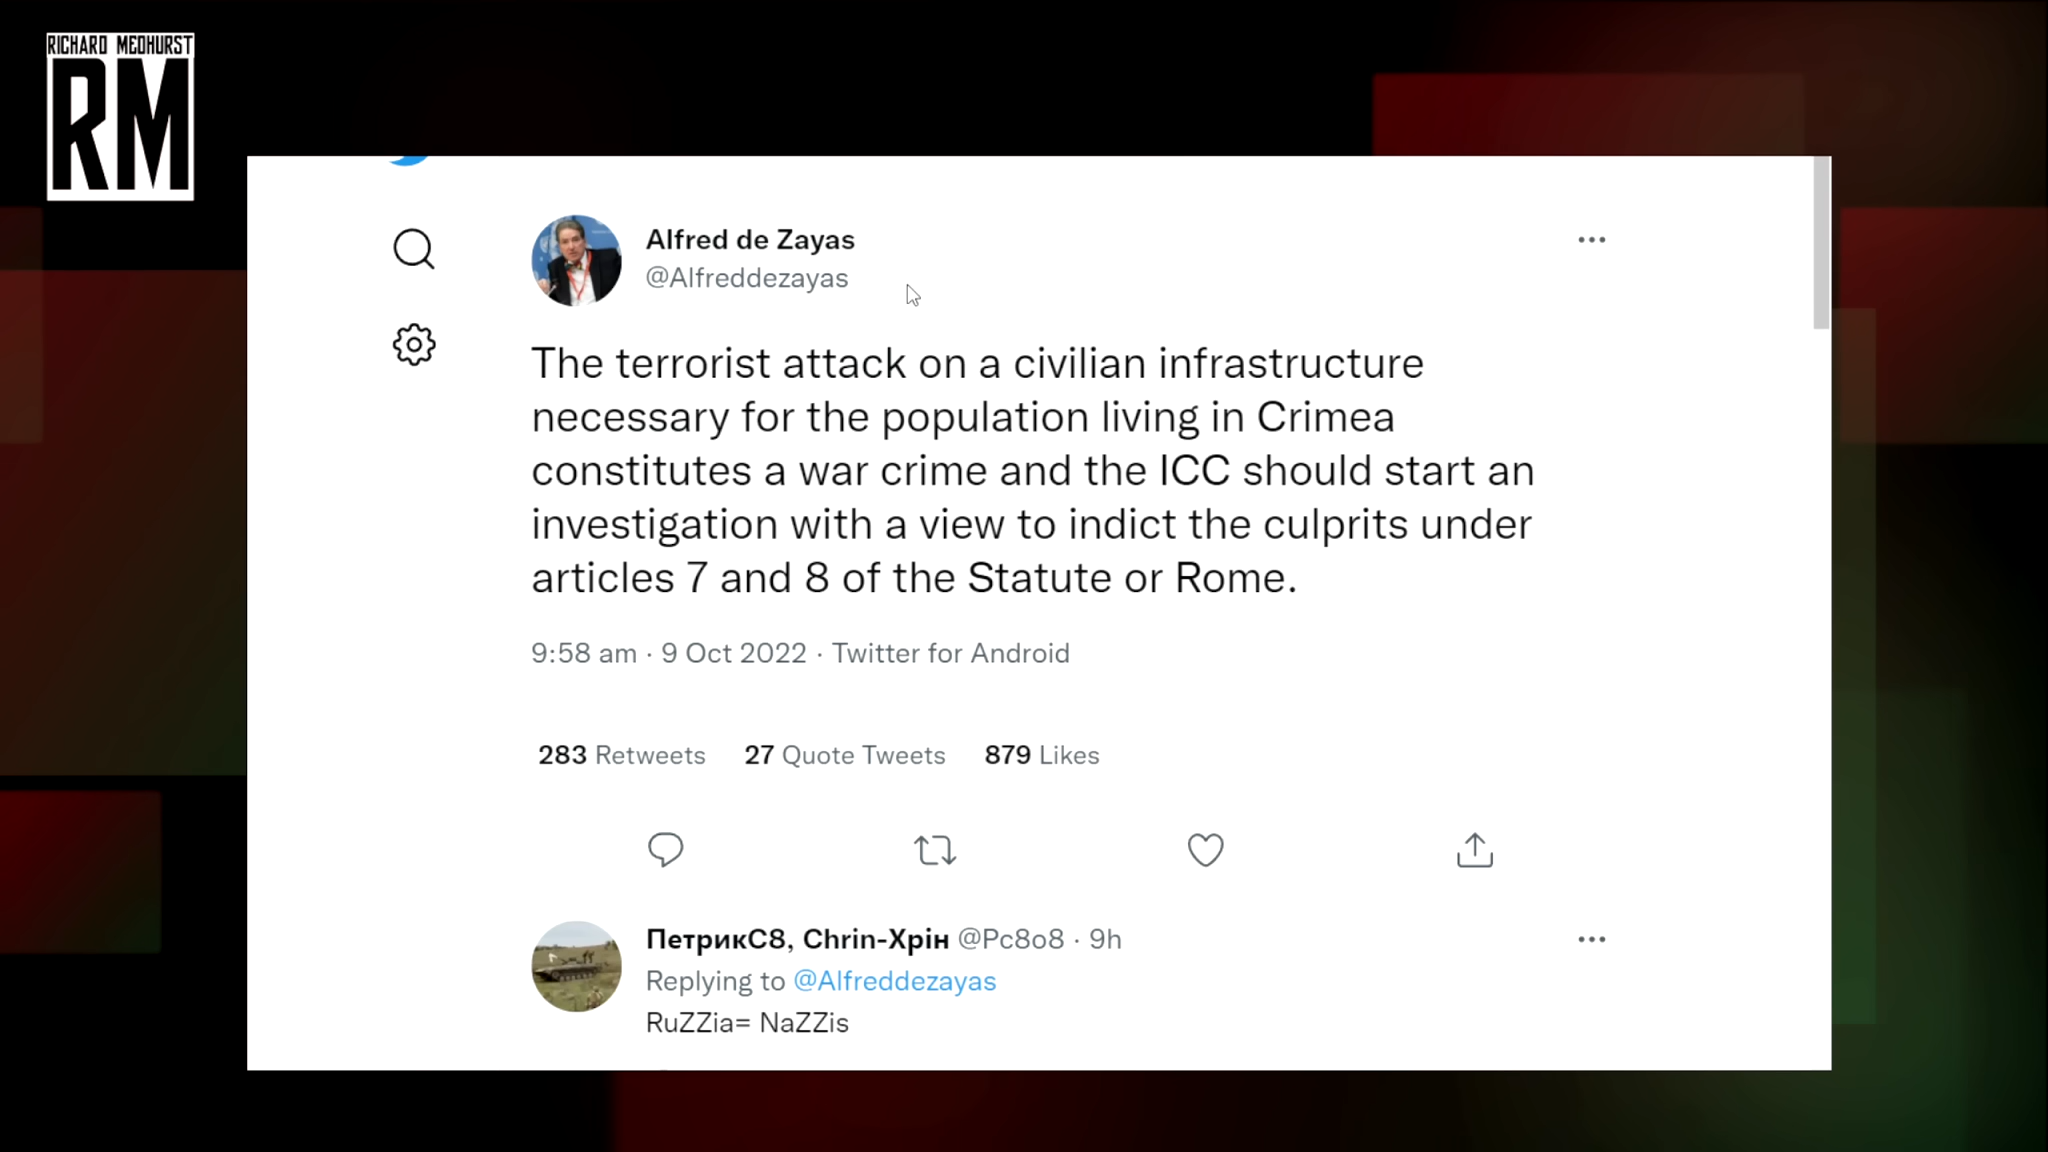 RICHARD MEDHURST
RM
Alfred de Zayas
@Alfreddezayas
The terrorist attack on a civilian infrastructure
necessary for the population living in Crimea
constitutes a war crime and the ICC should start an
investigation with a view to indict the culprits under
articles 7 and 8 of the Statute or Rome.
9:58 am · 9 Oct 2022 · Twitter for Android
283 Retweets 27 Quote Tweets 879 Likes
ПетрикС8, Chrin-Хрін @Pc8o8 · 9h
Replying to @Alfreddezayas
RuZZia= NaZZis